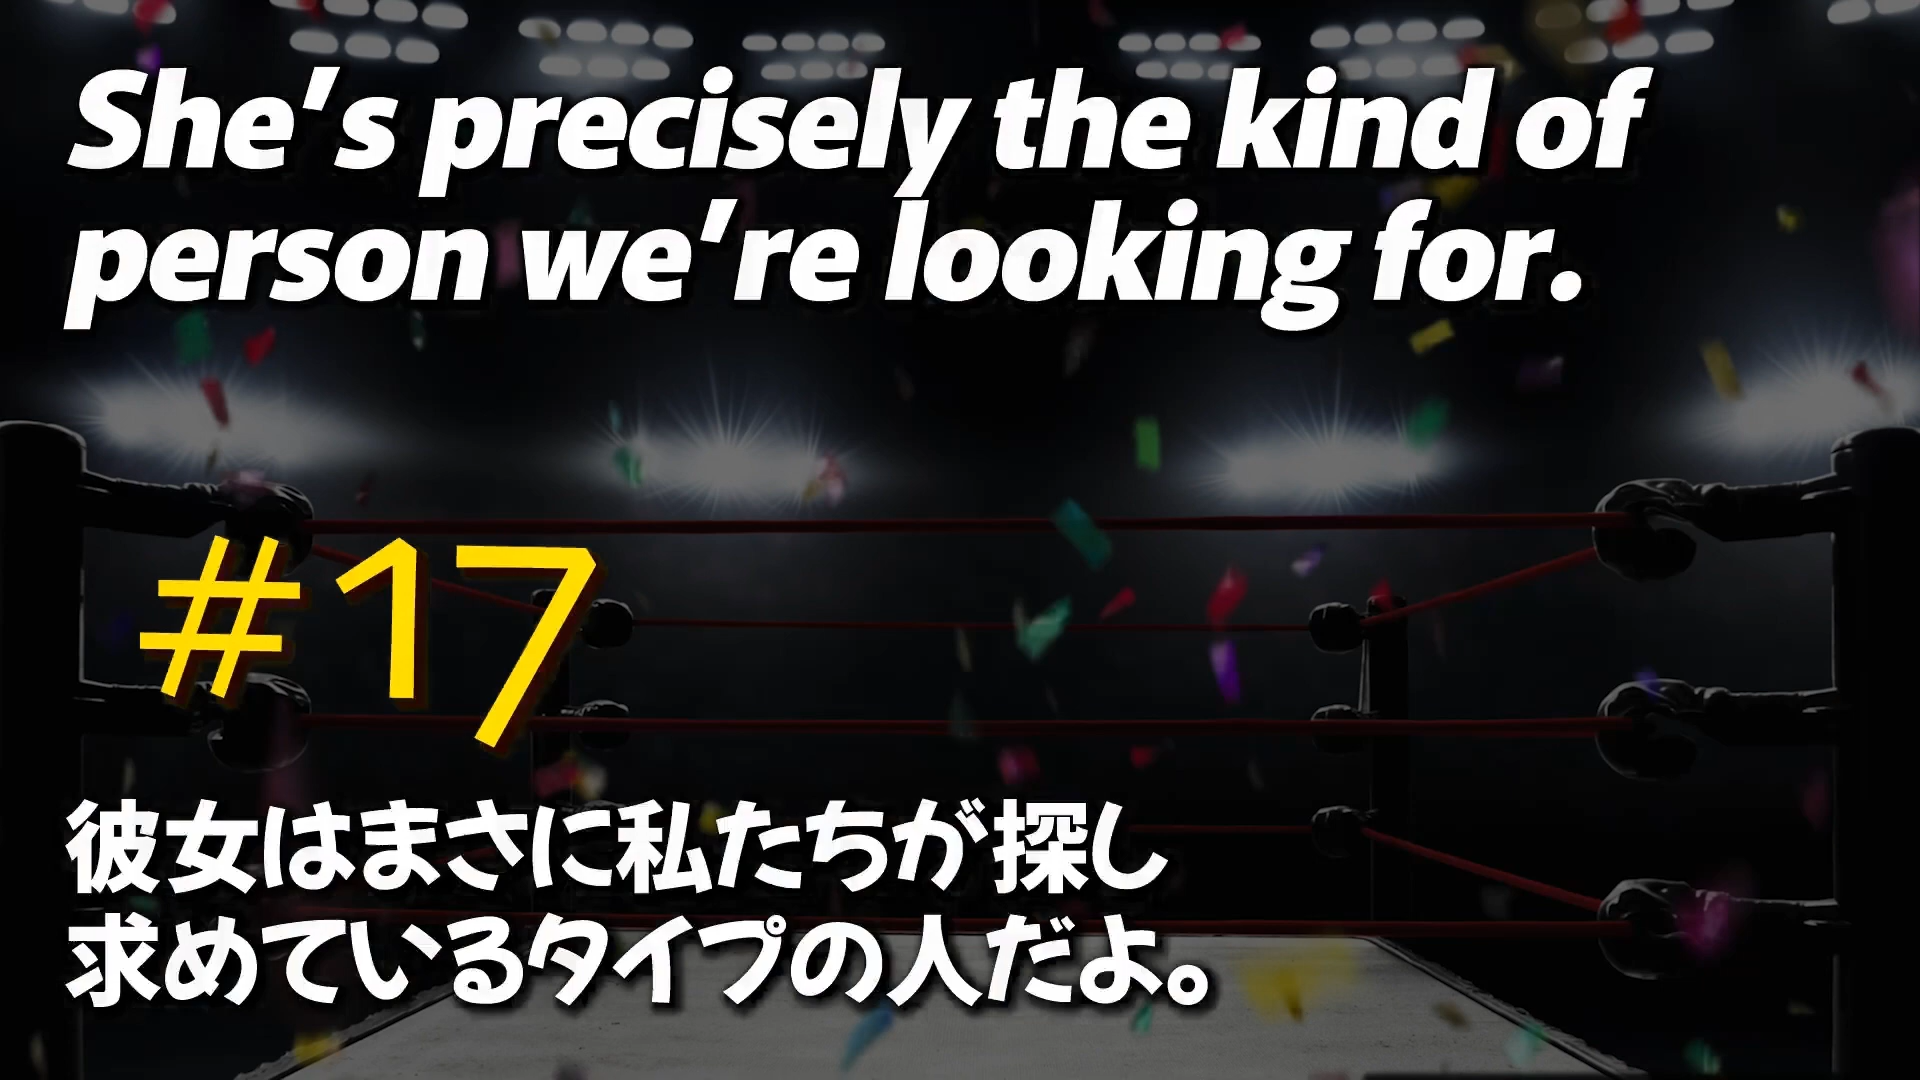 She’s precisely the kind of
person we’re looking for.
#17
彼女はまさに私たちが探し
求めているタイプの人だよ。